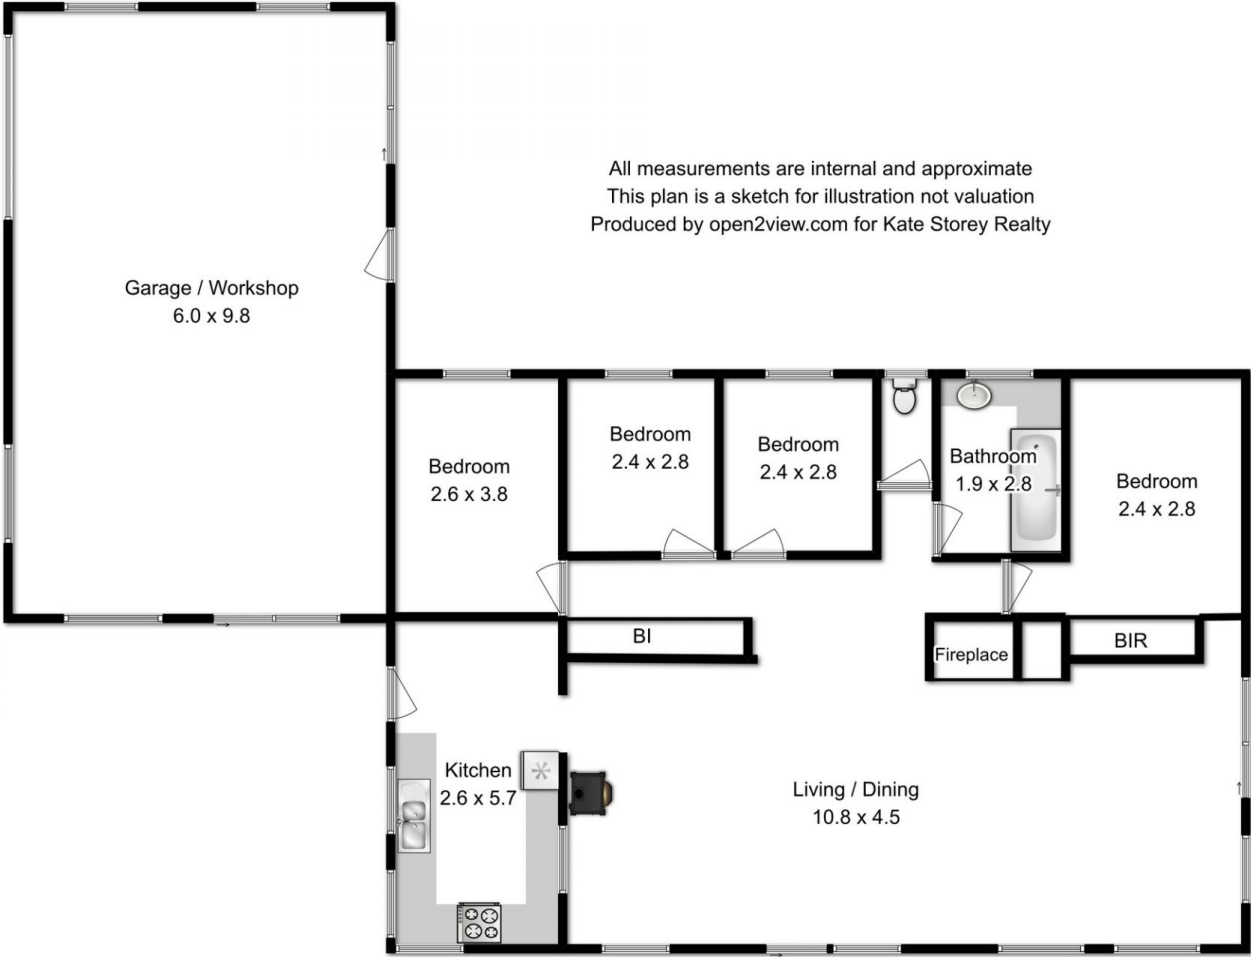 All measurements are internal and approximate
This plan is a sketch for illustration not valuation
Produced by open2view.com for Kate Storey Realty
Garage / Workshop
6.0 x 9.8
Bedroom
2.6 x 3.8
Bedroom
2.4 x 2.8
Bedroom
2.4 x 2.8
Bathroom
1.9 x 2.8
Bedroom
2.4 x 2.8
BI
Fireplace
BIR
Kitchen
2.6 x 5.7
Living / Dining
10.8 x 4.5